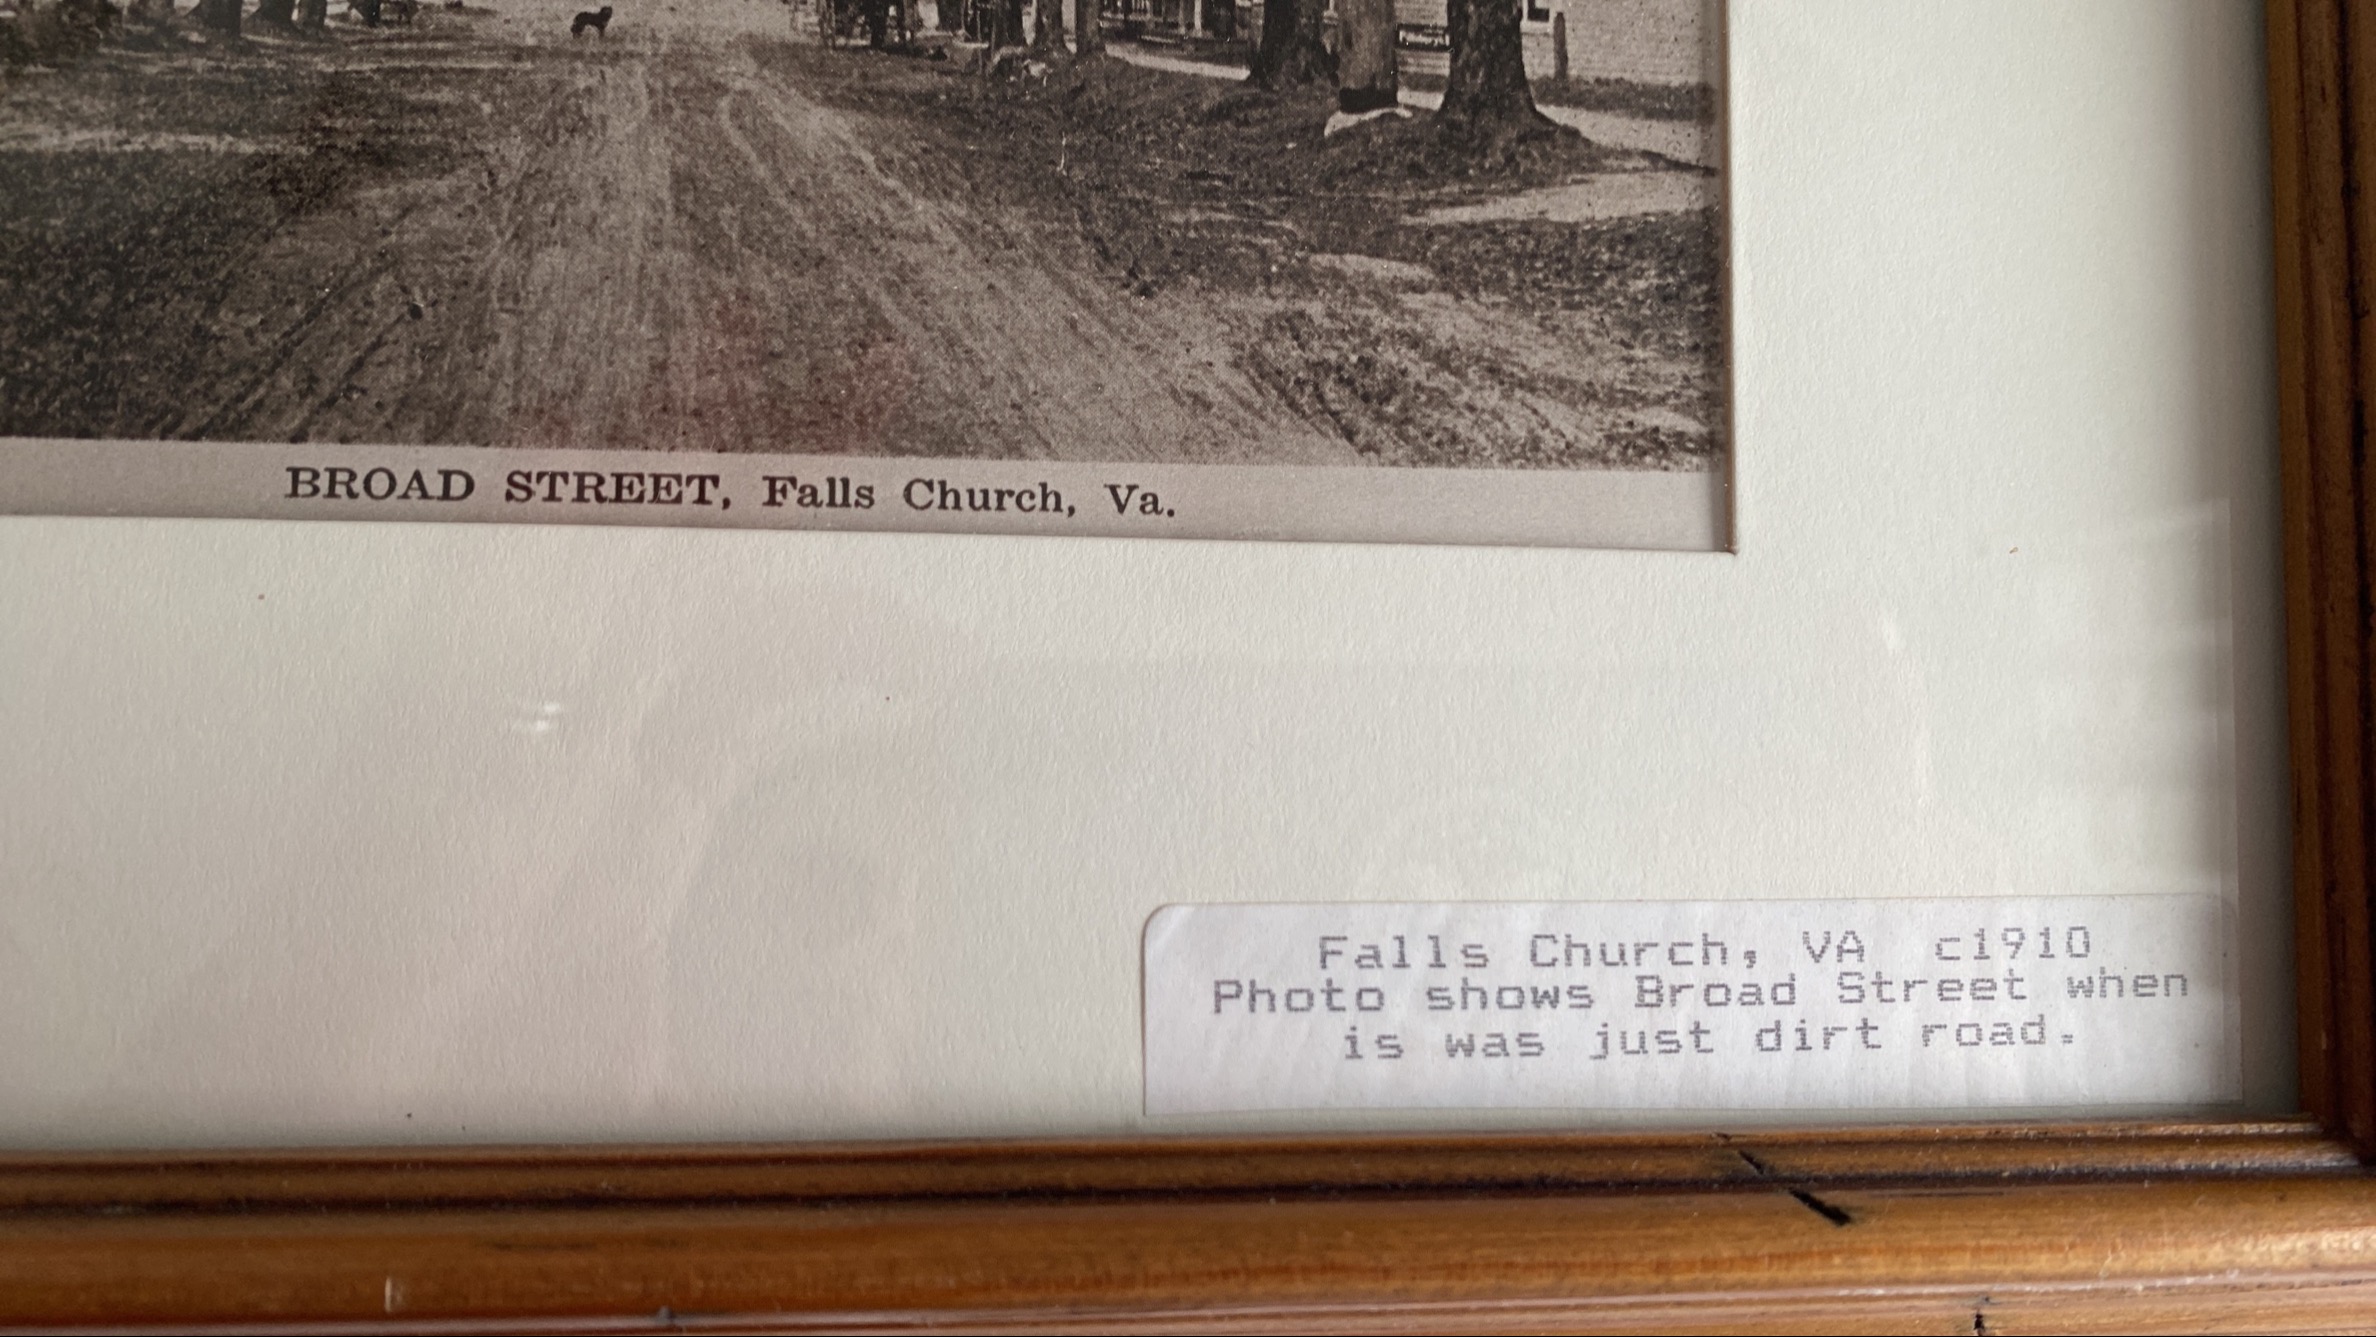 Pillsbury's
BROAD STREET, Falls Church, Va.
Falls Church, VA c1910
Photo shows Broad Street when
is was just dirt road.